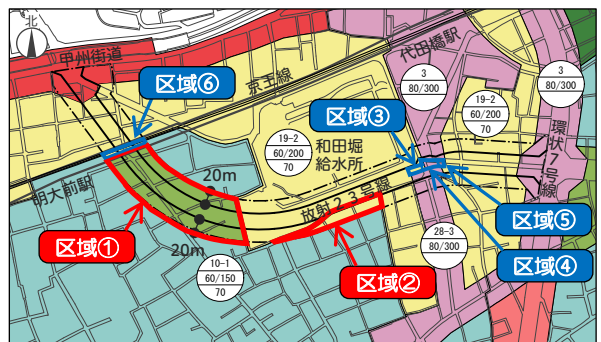 北
甲州街道
代田橋駅
3
80/300
3
80/300
区域⑥
京王線
19-2
60/200
70
区域③
19-2
60/200
70
和田堀
給水所
環状7号線
明大前駅
20m
放射23号線
区域⑤
区域①
20m
28-3
80/300
区域④
10-1
60/150
70
区域②